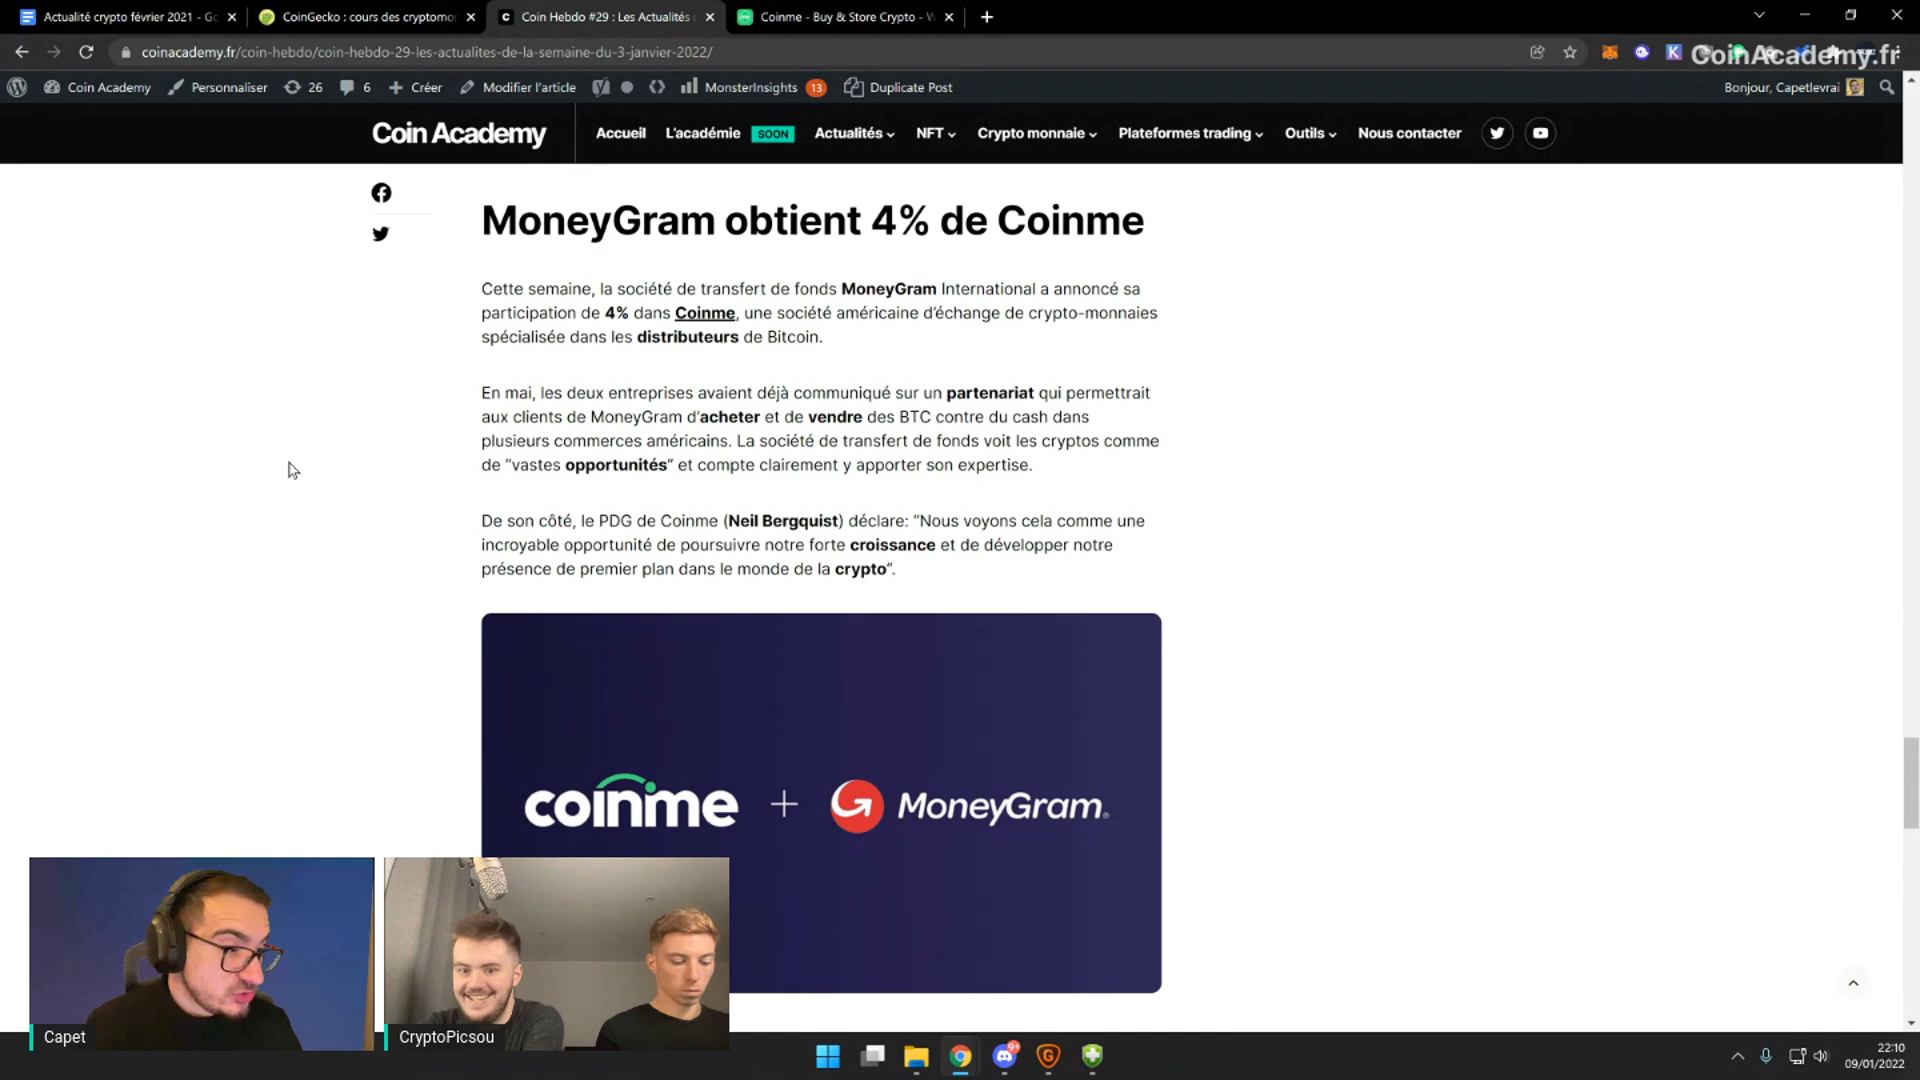 Actualité crypto février 2021 - Go
CoinGecko : cours des cryptomo
Coin Hebdo #29 : Les Actualités
Coinme - Buy & Store Crypto - W
coinacademy.fr/coin-hebdo/coin-hebdo-29-les-actualites-de-la-semaine-du-3-janvier-2022/
CoinAcademy.fr
Coin Academy
Personnaliser
26
6
Créer
Modifier l'article
MonsterInsights
13
Duplicate Post
Bonjour, Capetlevrai
Coin Academy
Accueil
L'académie
SOON
Actualités
NFT
Crypto monnaie
Plateformes trading
Outils
Nous contacter
MoneyGram obtient 4% de Coinme
Cette semaine, la société de transfert de fonds MoneyGram International a annoncé sa
participation de 4% dans Coinme, une société américaine d'échange de crypto-monnaies
spécialisée dans les distributeurs de Bitcoin.
En mai, les deux entreprises avaient déjà communiqué sur un partenariat qui permettrait
aux clients de MoneyGram d'acheter et de vendre des BTC contre du cash dans
plusieurs commerces américains. La société de transfert de fonds voit les cryptos comme
de “vastes opportunités” et compte clairement y apporter son expertise.
De son côté, le PDG de Coinme (Neil Bergquist) déclare: “Nous voyons cela comme une
incroyable opportunité de poursuivre notre forte croissance et de développer notre
présence de premier plan dans le monde de la crypto”.
coinme + MoneyGram®
Capet
CryptoPicsou
9+
22:10
09/01/2022